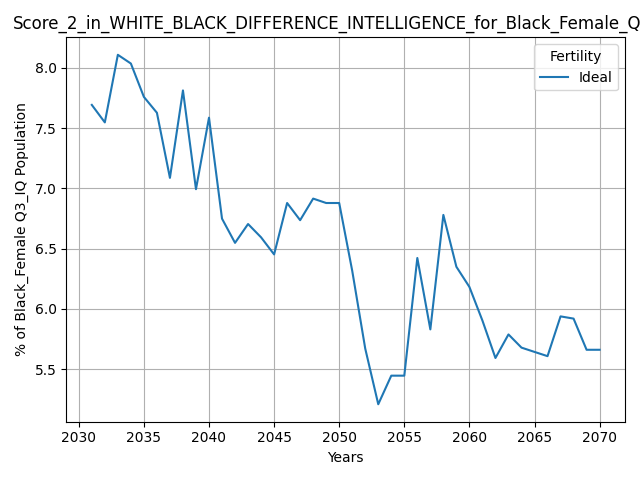 Score_2_in_WHITE_BLACK_DIFFERENCE_INTELLIGENCE_for_Black_Female_Q
Fertility
Ideal
% of Black_Female Q3_IQ Population
8.0
7.5
7.0
6.5
6.0
5.5
2030 2035 2040 2045 2050 2055 2060 2065 2070
Years